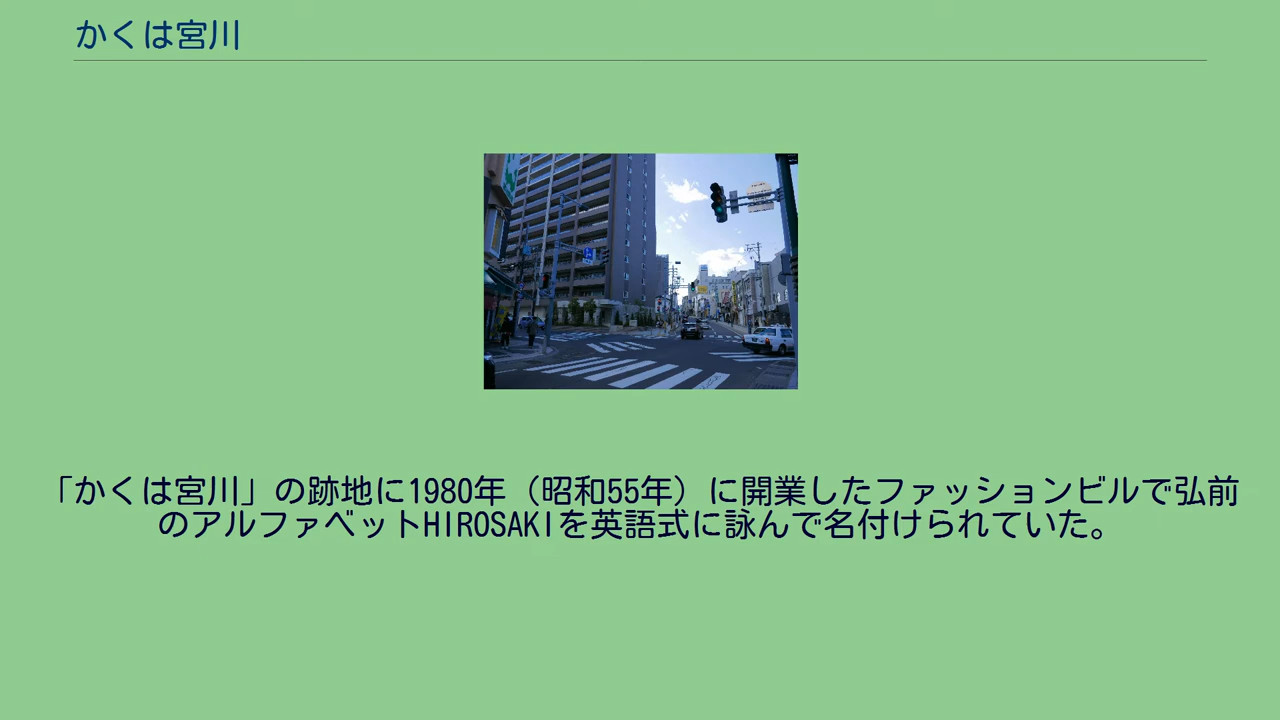 かくは宮川
「かくは宮川」の跡地に1980年（昭和55年）に開業したファッションビルで弘前
のアルファベットHIROSAKIを英語式に詠んで名付けられていた。